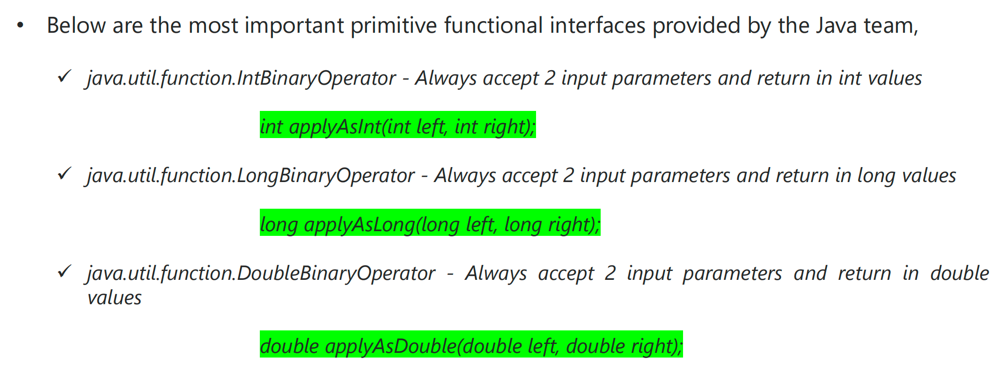 • Below are the most important primitive functional interfaces provided by the Java team,
✓ java.util.function.IntBinaryOperator - Always accept 2 input parameters and return in int values
int applyAsInt(int left, int right);
✓ java.util.function.LongBinaryOperator - Always accept 2 input parameters and return in long values
long applyAsLong(long left, long right);
✓ java.util.function.DoubleBinaryOperator - Always accept 2 input parameters and return in double
values
double applyAsDouble(double left, double right);